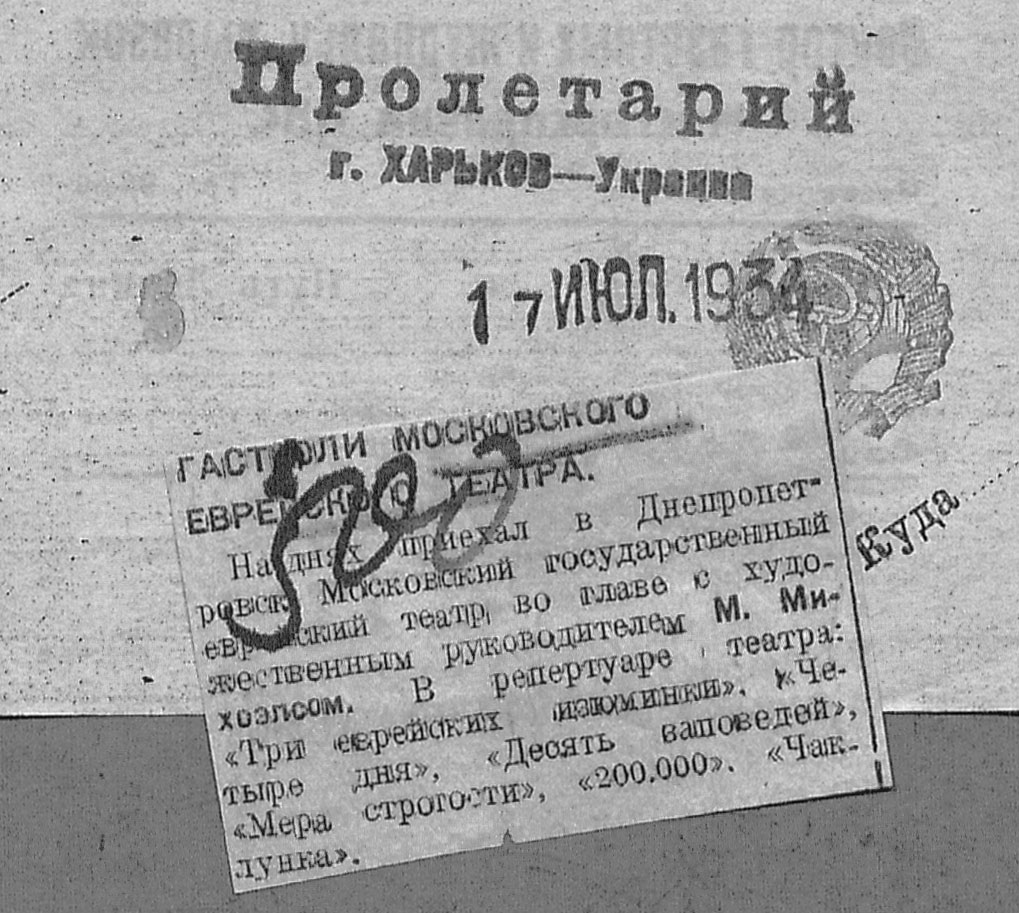 Пролетарий
г. ХАРЬКОВ—Украина
17 ИЮЛ. 1934
Куда
ГАСТРОЛИ МОСКОВСКОГО
ЕВРЕЙСКОГО ТЕАТРА.
На днях приехал в Днепропет-
ровск Московский государственный
еврейский театр, во главе с худо-
жественным руководителем М. Ми-
хоэлсом. В репертуаре театра:
«Три еврейских изюминки». «Че-
тыре дня», «Десять заповедей»,
«Мера строгости», «200.000». «Чак-
лунка».